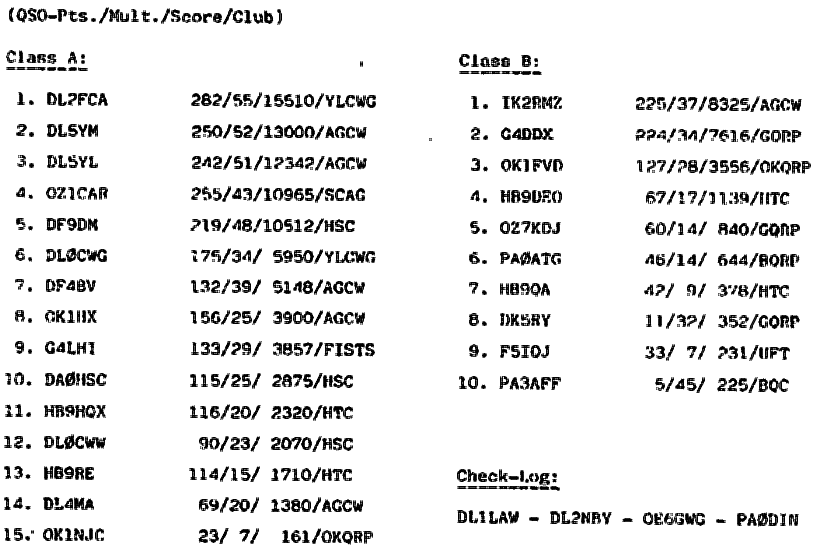 (QSO-Pts./Mult./Score/Club)
Class A:
1. DL2FCA 282/55/15510/YLCWG
2. DL5YM 250/52/13000/AGCW
3. DL5YL 242/51/12342/AGCW
4. OZ1CAR 255/43/10965/SCAG
5. DF9DM 219/48/10512/HSC
6. DLØCWG 175/34/ 5950/YLCWG
7. DF4BV 132/39/ 5148/AGCW
8. OK1HX 156/25/ 3900/AGCW
9. G4LHI 133/29/ 3857/FISTS
10. DAØHSC 115/25/ 2875/HSC
11. HB9HQX 116/20/ 2320/HTC
12. DLØCWW 90/23/ 2070/HSC
13. HB9RE 114/15/ 1710/HTC
14. DL4MA 69/20/ 1380/AGCW
15. OK1NJC 23/ 7/ 161/OKQRP
Class B:
1. IK2RMZ 225/37/8325/AGCW
2. G4DDX 224/34/7616/GQRP
3. OK1FVD 127/28/3556/OKQRP
4. HB9DEO 67/17/1139/HTC
5. OZ7KDJ 60/14/ 840/GQRP
6. PAØATG 46/14/ 644/BQRP
7. HB9QA 42/ 9/ 378/HTC
8. DK5RY 11/32/ 352/GQRP
9. F5IOJ 33/ 7/ 231/UFT
10. PA3AFF 5/45/ 225/BQC
Check-Log:
DL1LAW - DL2NBY - OE6GWG - PAØDIN